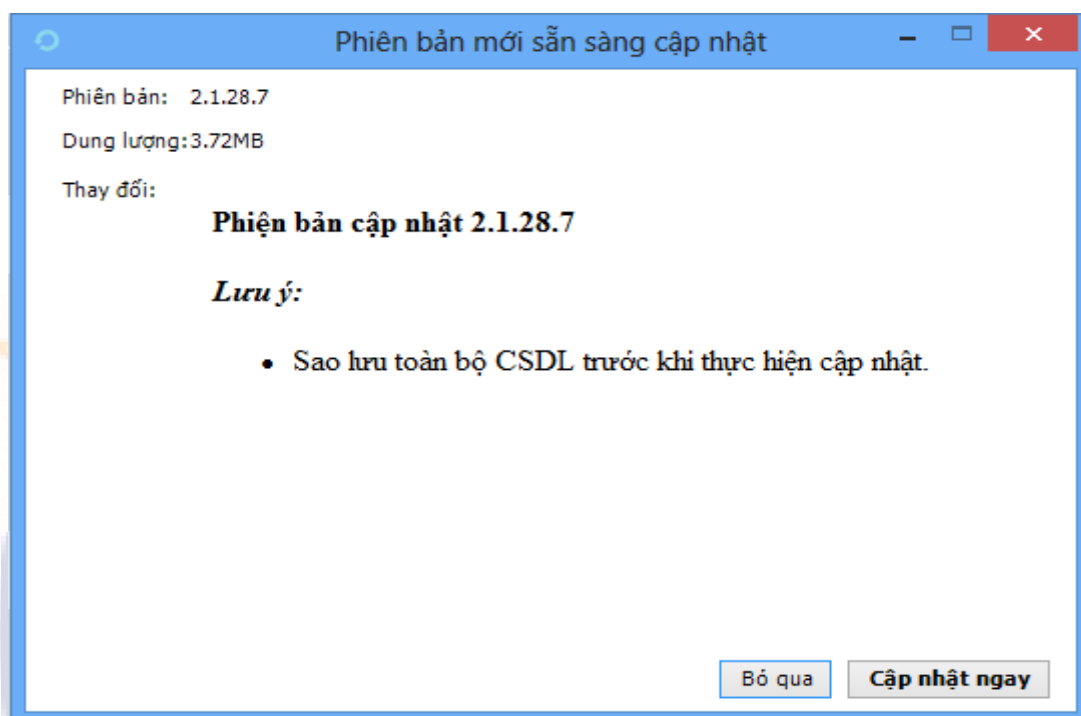 Phiên bản mới sẵn sàng cập nhật
Phiên bản: 2.1.28.7
Dung lượng: 3.72MB
Thay đổi:
Phiện bản cập nhật 2.1.28.7
Lưu ý:
• Sao lưu toàn bộ CSDL trước khi thực hiện cập nhật.
Bỏ qua
Cập nhật ngay